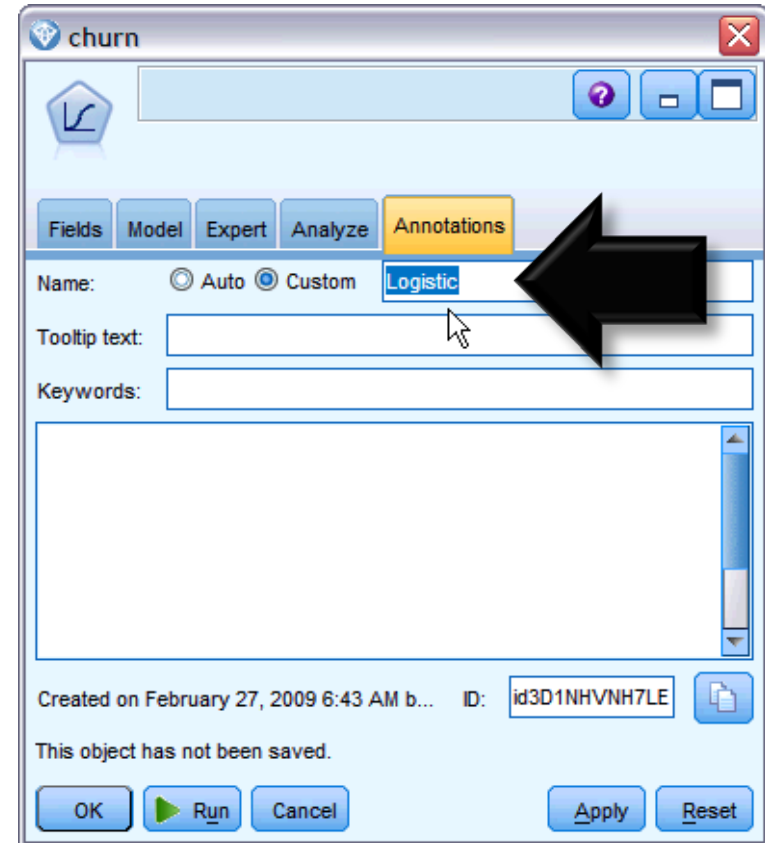 churn
?
Fields Model Expert Analyze Annotations
Name: Auto Custom Logistic
Tooltip text:
Keywords:
Created on February 27, 2009 6:43 AM b... ID: id3D1NHVNH7LE
This object has not been saved.
OK Run Cancel Apply Reset